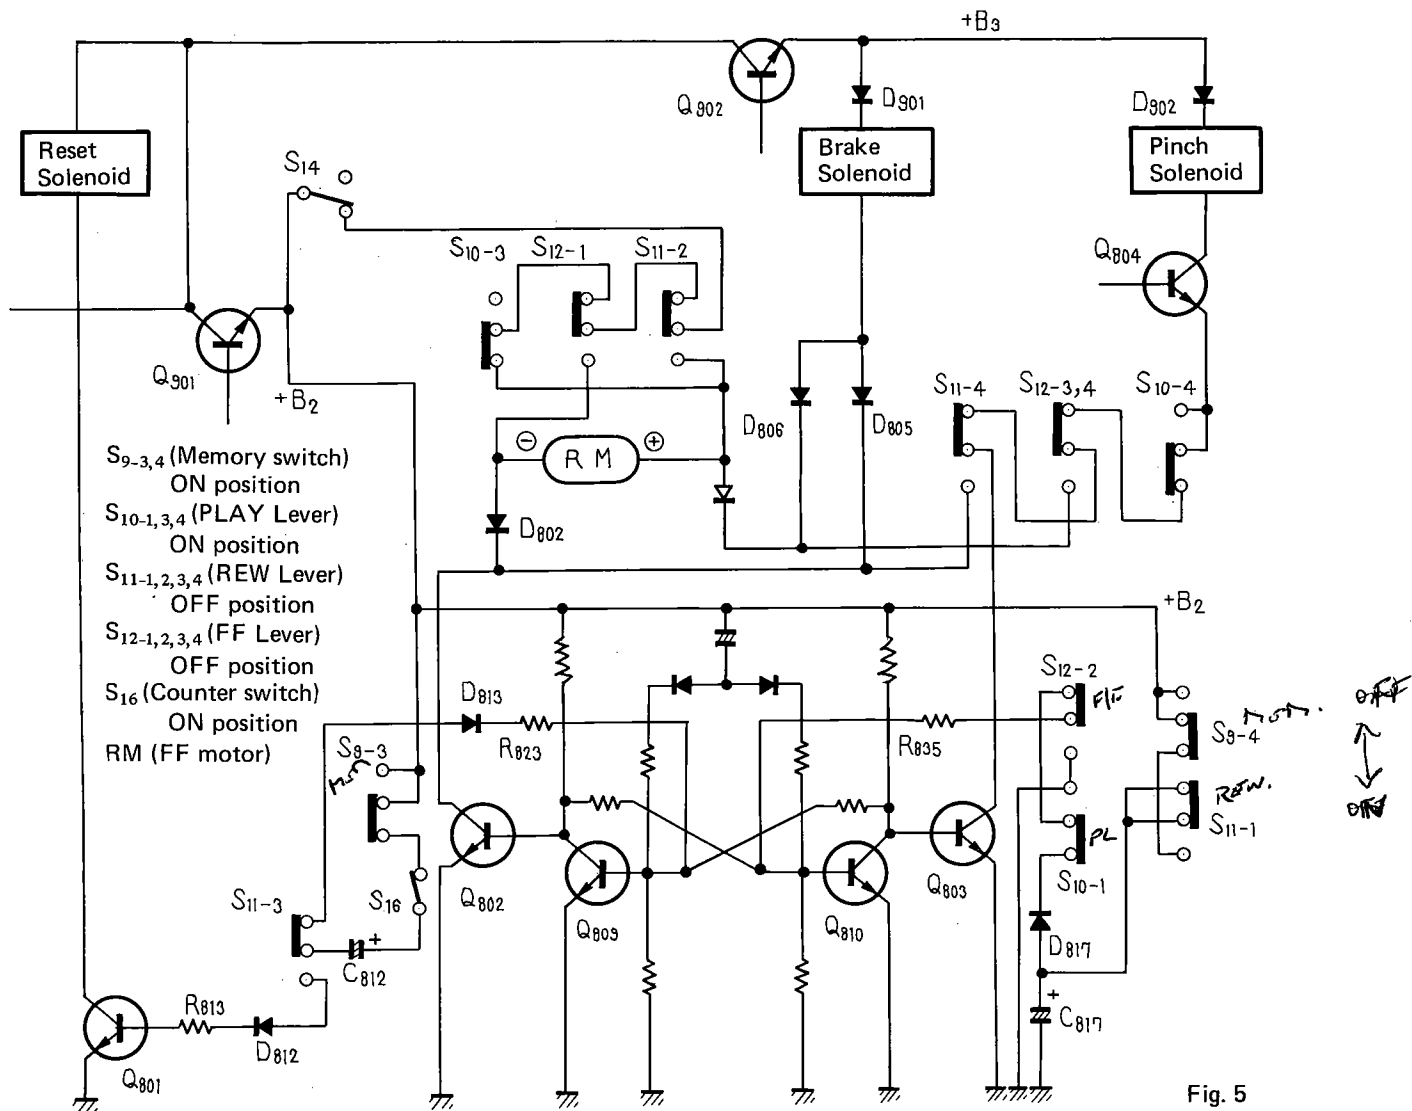 +B3
Q902
D901
D902
Reset
Solenoid
Brake
Solenoid
Pinch
Solenoid
S14
S10-3
S12-1
S11-2
Q804
Q901
+B2
S11-4
S12-3,4
S10-4
D806
D805
⊖ RM ⊕
D802
S9-3,4 (Memory switch)
ON position
S10-1,3,4 (PLAY Lever)
ON position
S11-1,2,3,4 (REW Lever)
OFF position
S12-1,2,3,4 (FF Lever)
OFF position
S16 (Counter switch)
ON position
RM (FF motor)
+B2
S12-2
D813
R823
R835
S9-4
OFF
S9-3
PL
S11-1
S10-1
Q802
Q809
Q810
Q803
S11-3
S16
+
C812
D817
+
C817
R813
D812
Q801
Fig. 5